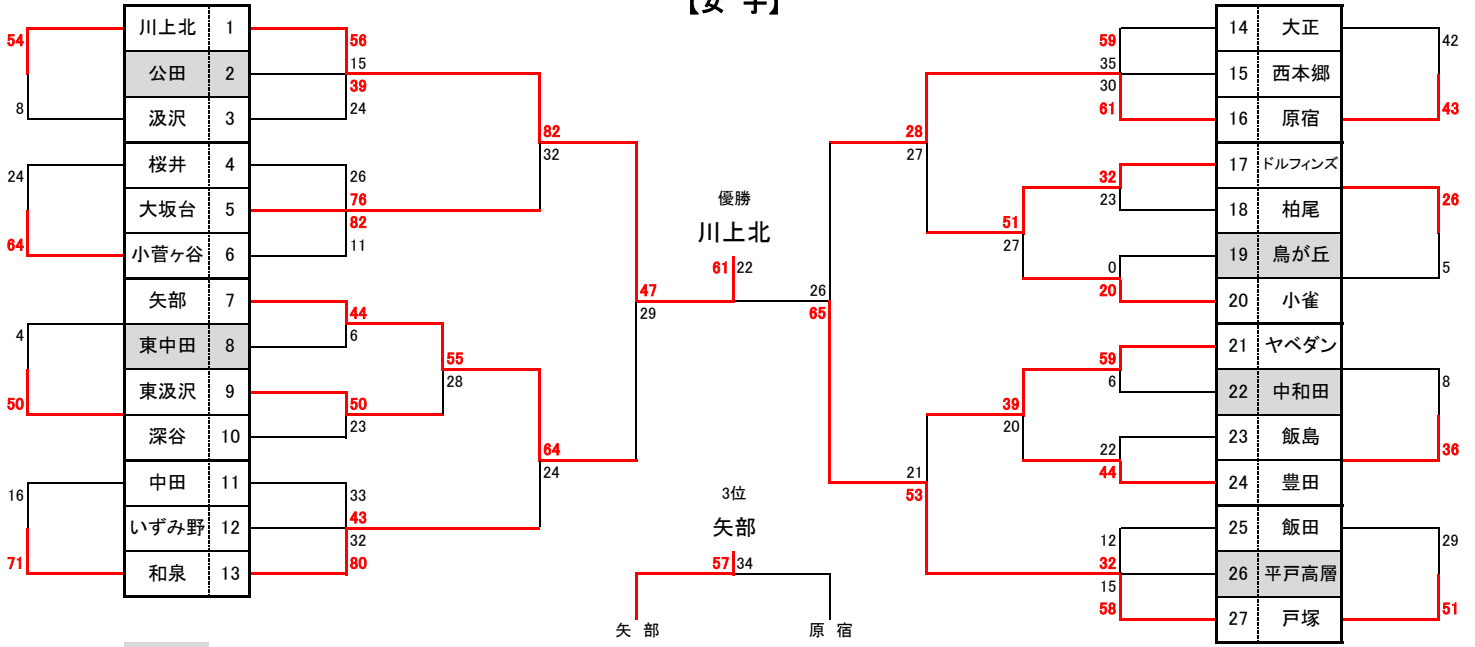 【女 子】
川上北 1
公田 2
汲沢 3
桜井 4
大坂台 5
小菅ヶ谷 6
矢部 7
東中田 8
東汲沢 9
深谷 10
中田 11
いずみ野 12
和泉 13
54
8
24
64
4
50
16
71
56
15
39
24
26
76
82
11
44
6
50
23
33
43
32
80
55
28
82
32
64
24
47
29
優勝
川上北
61 22
3位
矢部
57 34
矢 部
原 宿
26
65
28
27
21
53
51
27
39
20
59
35
30
61
32
23
0
20
59
6
22
44
12
32
15
58
14 大正
15 西本郷
16 原宿
17 ドルフィンズ
18 柏尾
19 鳥が丘
20 小雀
21 ヤベダン
22 中和田
23 飯島
24 豊田
25 飯田
26 平戸高層
27 戸塚
42
43
26
5
8
36
29
51